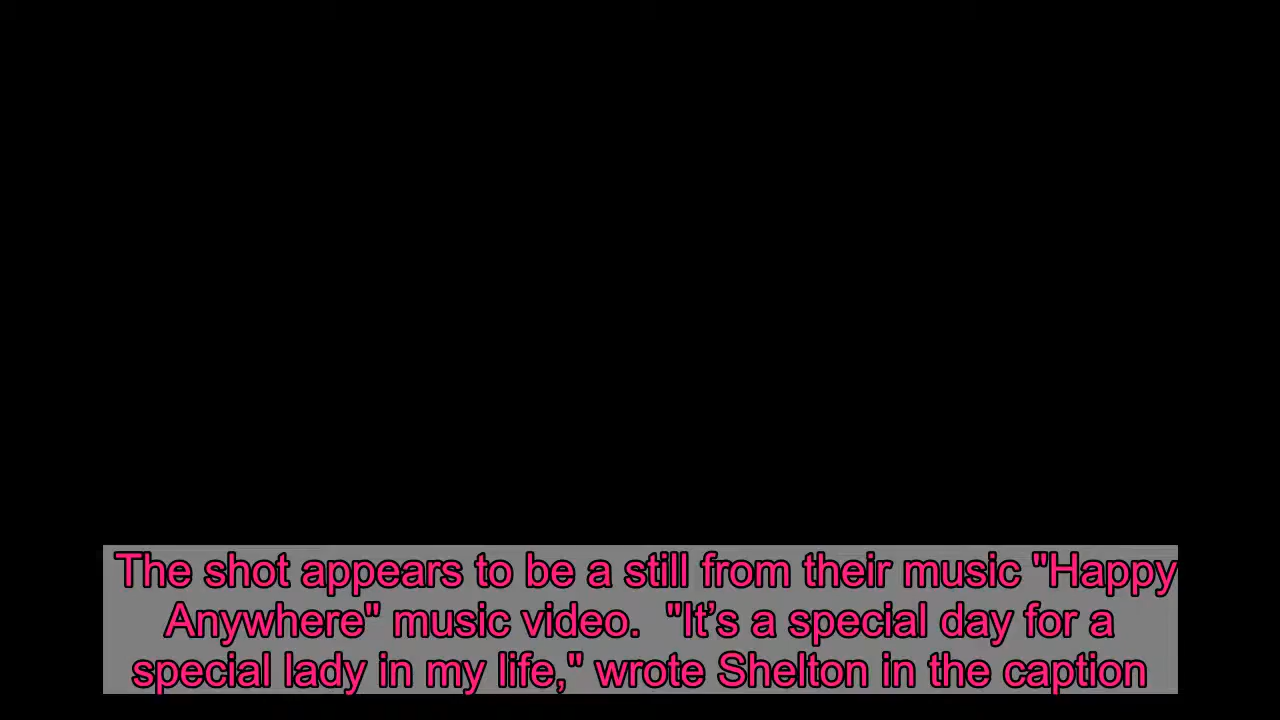 The shot appears to be a still from their music "Happy
Anywhere" music video.  "It’s a special day for a
special lady in my life," wrote Shelton in the caption